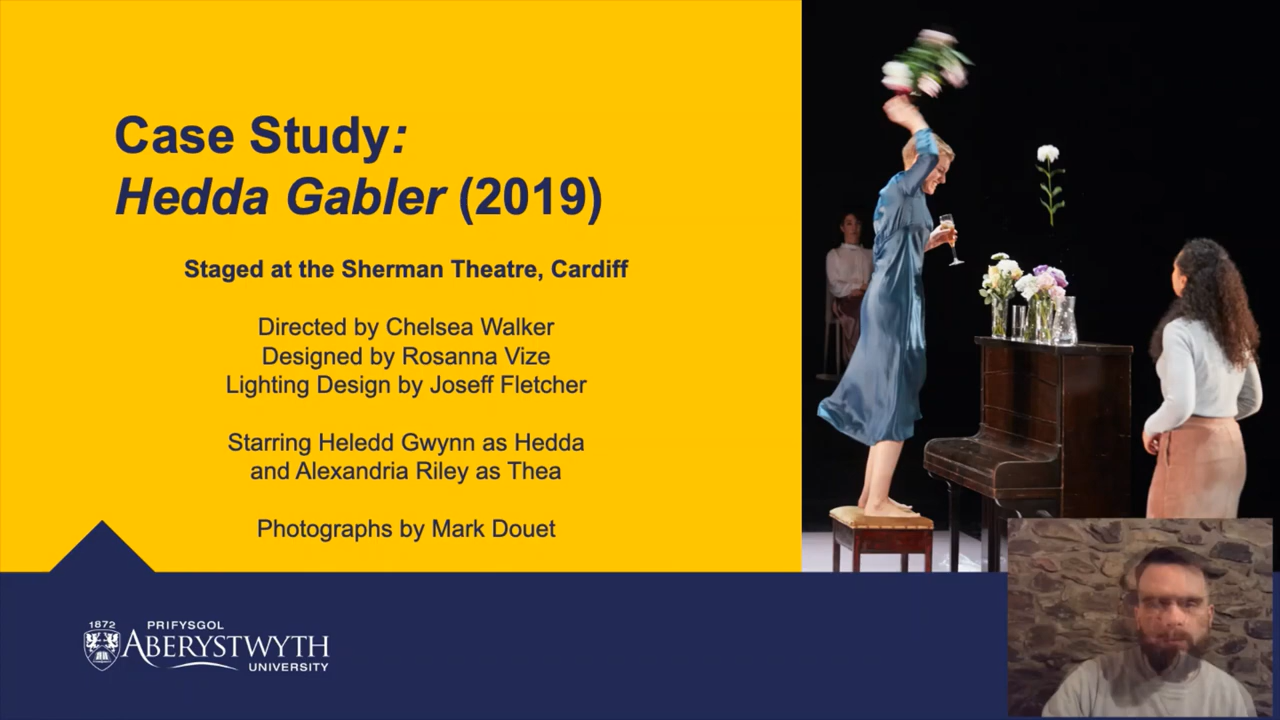 Case Study:
Hedda Gabler (2019)
Staged at the Sherman Theatre, Cardiff
Directed by Chelsea Walker
Designed by Rosanna Vize
Lighting Design by Joseff Fletcher
Starring Heledd Gwynn as Hedda
and Alexandria Riley as Thea
Photographs by Mark Douet
1872
PRIFYSGOL
ABERYSTWYTH
UNIVERSITY